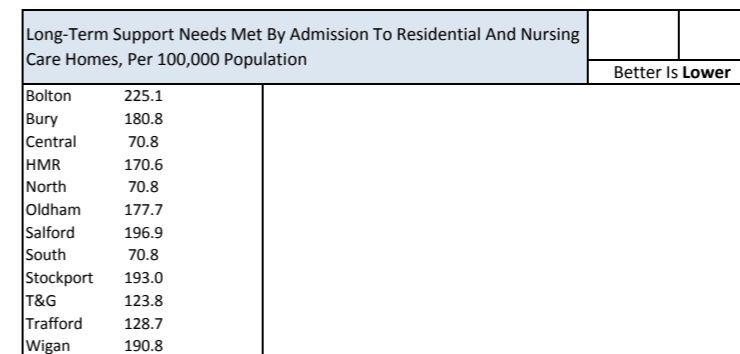 Long-Term Support Needs Met By Admission To Residential And Nursing
Care Homes, Per 100,000 Population
Better Is Lower
Bolton 225.1
Bury 180.8
Central 70.8
HMR 170.6
North 70.8
Oldham 177.7
Salford 196.9
South 70.8
Stockport 193.0
T&G 123.8
Trafford 128.7
Wigan 190.8